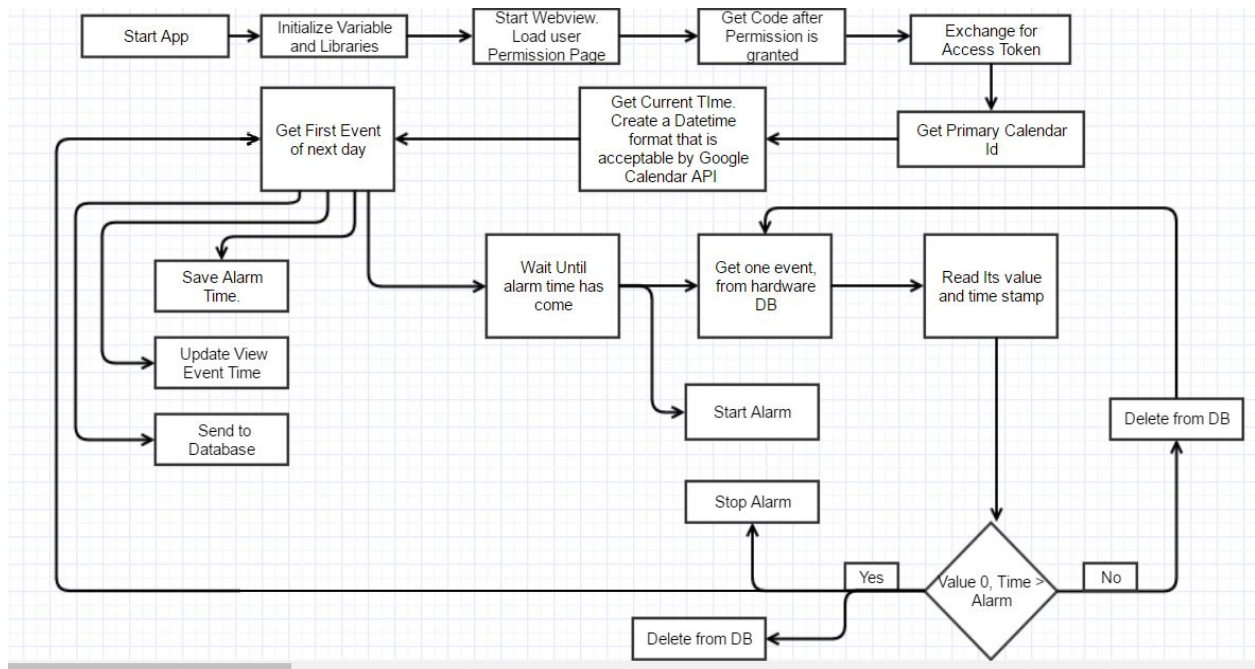 Start App
Initialize Variable
and Libraries
Start Webview.
Load user
Permission Page
Get Code after
Permission is
granted
Exchange for
Access Token
Get First Event
of next day
Get Current TIme.
Create a Datetime
format that is
acceptable by Google
Calendar API
Get Primary Calendar
Id
Save Alarm
Time.
Wait Until
alarm time has
come
Get one event,
from hardware
DB
Read Its value
and time stamp
Update View
Event Time
Start Alarm
Send to
Database
Delete from DB
Stop Alarm
Yes
Value 0, Time >
Alarm
No
Delete from DB